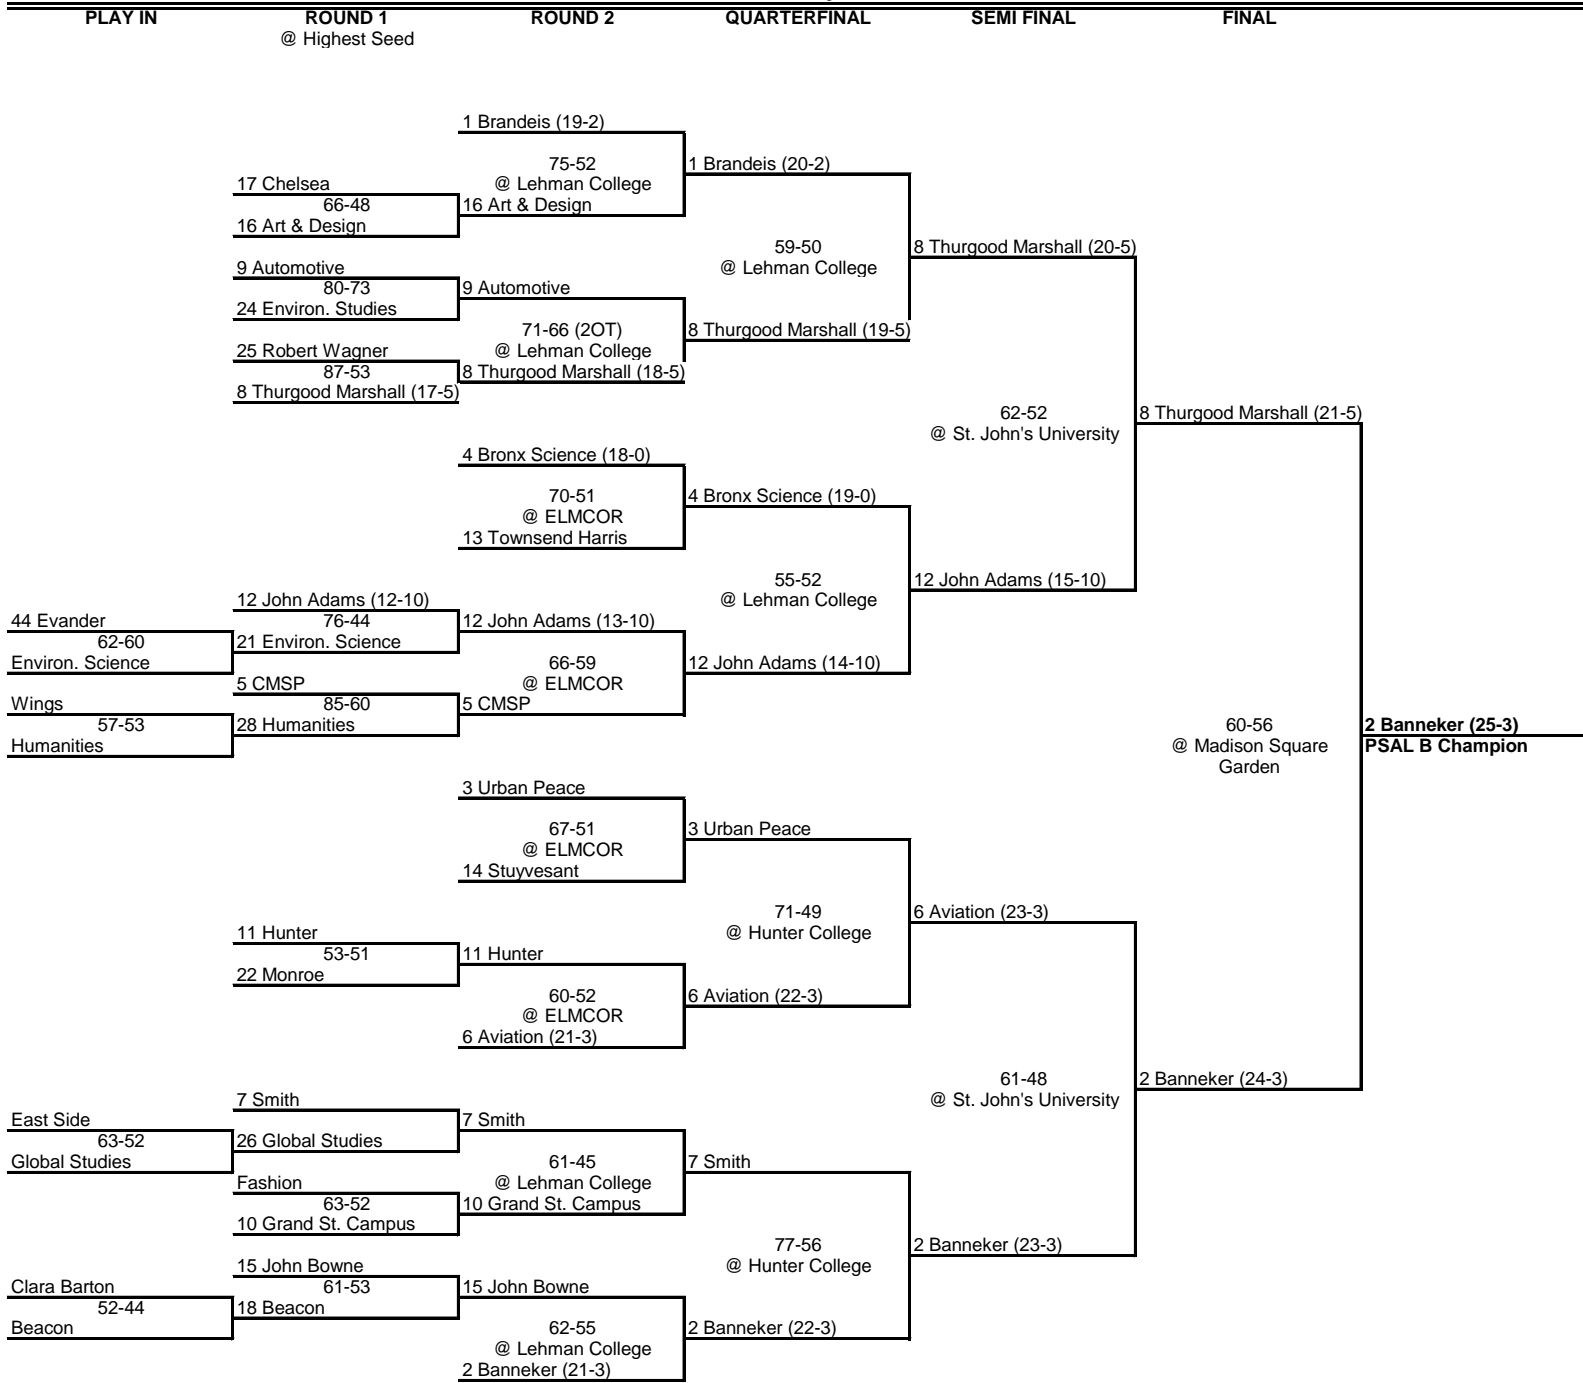 PLAY IN ROUND 1 ROUND 2 QUARTERFINAL SEMI FINAL FINAL
@ Highest Seed
1 Brandeis (19-2)
75-52
@ Lehman College
1 Brandeis (20-2)
17 Chelsea
66-48
16 Art & Design
16 Art & Design
59-50
@ Lehman College
8 Thurgood Marshall (20-5)
9 Automotive
80-73
24 Environ. Studies
9 Automotive
71-66 (2OT)
@ Lehman College
8 Thurgood Marshall (19-5)
25 Robert Wagner
87-53
8 Thurgood Marshall (17-5)
8 Thurgood Marshall (18-5)
62-52
@ St. John's University
8 Thurgood Marshall (21-5)
4 Bronx Science (18-0)
70-51
@ ELMCOR
13 Townsend Harris
4 Bronx Science (19-0)
55-52
@ Lehman College
12 John Adams (15-10)
12 John Adams (12-10)
76-44
21 Environ. Science
44 Evander
62-60
Environ. Science
12 John Adams (13-10)
66-59
@ ELMCOR
12 John Adams (14-10)
5 CMSP
85-60
28 Humanities
5 CMSP
Wings
57-53
Humanities
60-56
@ Madison Square
Garden
2 Banneker (25-3)
PSAL B Champion
3 Urban Peace
67-51
@ ELMCOR
14 Stuyvesant
3 Urban Peace
71-49
@ Hunter College
6 Aviation (23-3)
11 Hunter
53-51
22 Monroe
11 Hunter
60-52
@ ELMCOR
6 Aviation (21-3)
6 Aviation (22-3)
61-48
@ St. John's University
2 Banneker (24-3)
7 Smith
26 Global Studies
East Side
63-52
Global Studies
7 Smith
61-45
@ Lehman College
10 Grand St. Campus
7 Smith
Fashion
63-52
10 Grand St. Campus
77-56
@ Hunter College
2 Banneker (23-3)
15 John Bowne
61-53
18 Beacon
Clara Barton
52-44
Beacon
15 John Bowne
62-55
@ Lehman College
2 Banneker (21-3)
2 Banneker (22-3)